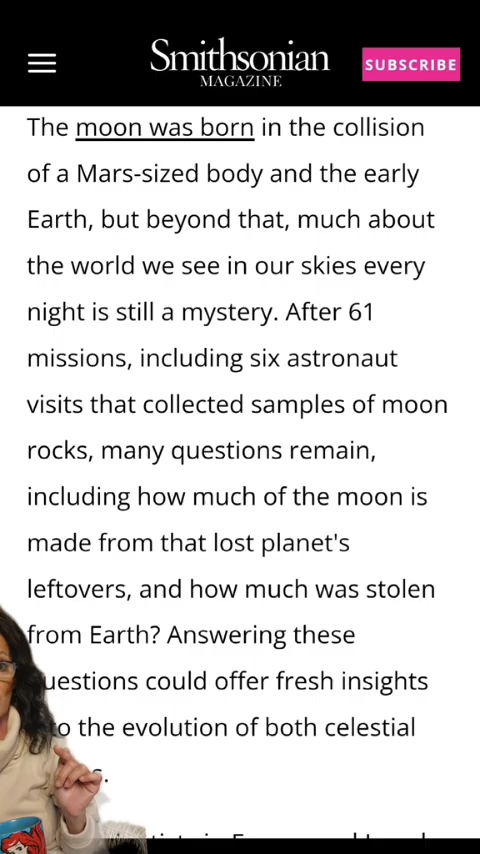 Smithsonian
MAGAZINE
SUBSCRIBE
The moon was born in the collision
of a Mars-sized body and the early
Earth, but beyond that, much about
the world we see in our skies every
night is still a mystery. After 61
missions, including six astronaut
visits that collected samples of moon
rocks, many questions remain,
including how much of the moon is
made from that lost planet's
leftovers, and how much was stolen
from Earth? Answering these
uestions could offer fresh insights
to the evolution of both celestial